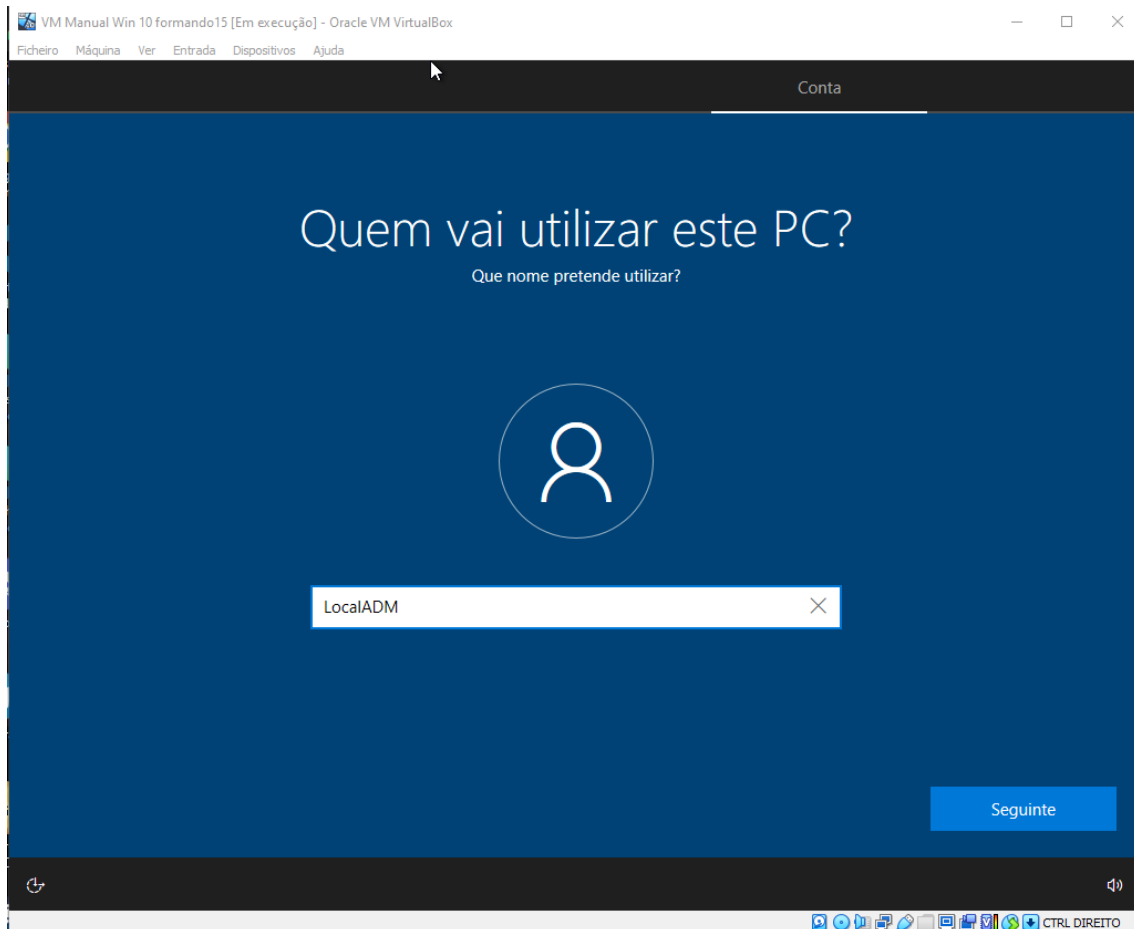 VM Manual Win 10 formando15 [Em execução] - Oracle VM VirtualBox
Ficheiro Máquina Ver Entrada Dispositivos Ajuda
Conta
Quem vai utilizar este PC?
Que nome pretende utilizar?
LocalADM
Seguinte
CTRL DIREITO